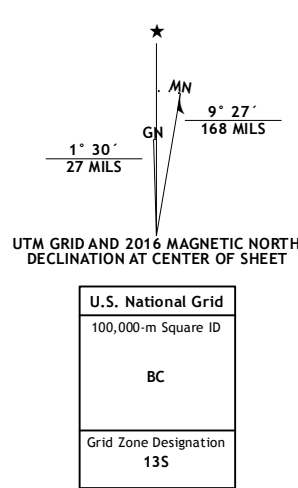 ★
MN
GN
9° 27´
168 MILS
1° 30´
27 MILS
UTM GRID AND 2016 MAGNETIC NORTH
DECLINATION AT CENTER OF SHEET
U.S. National Grid
100,000-m Square ID
BC
Grid Zone Designation
13S